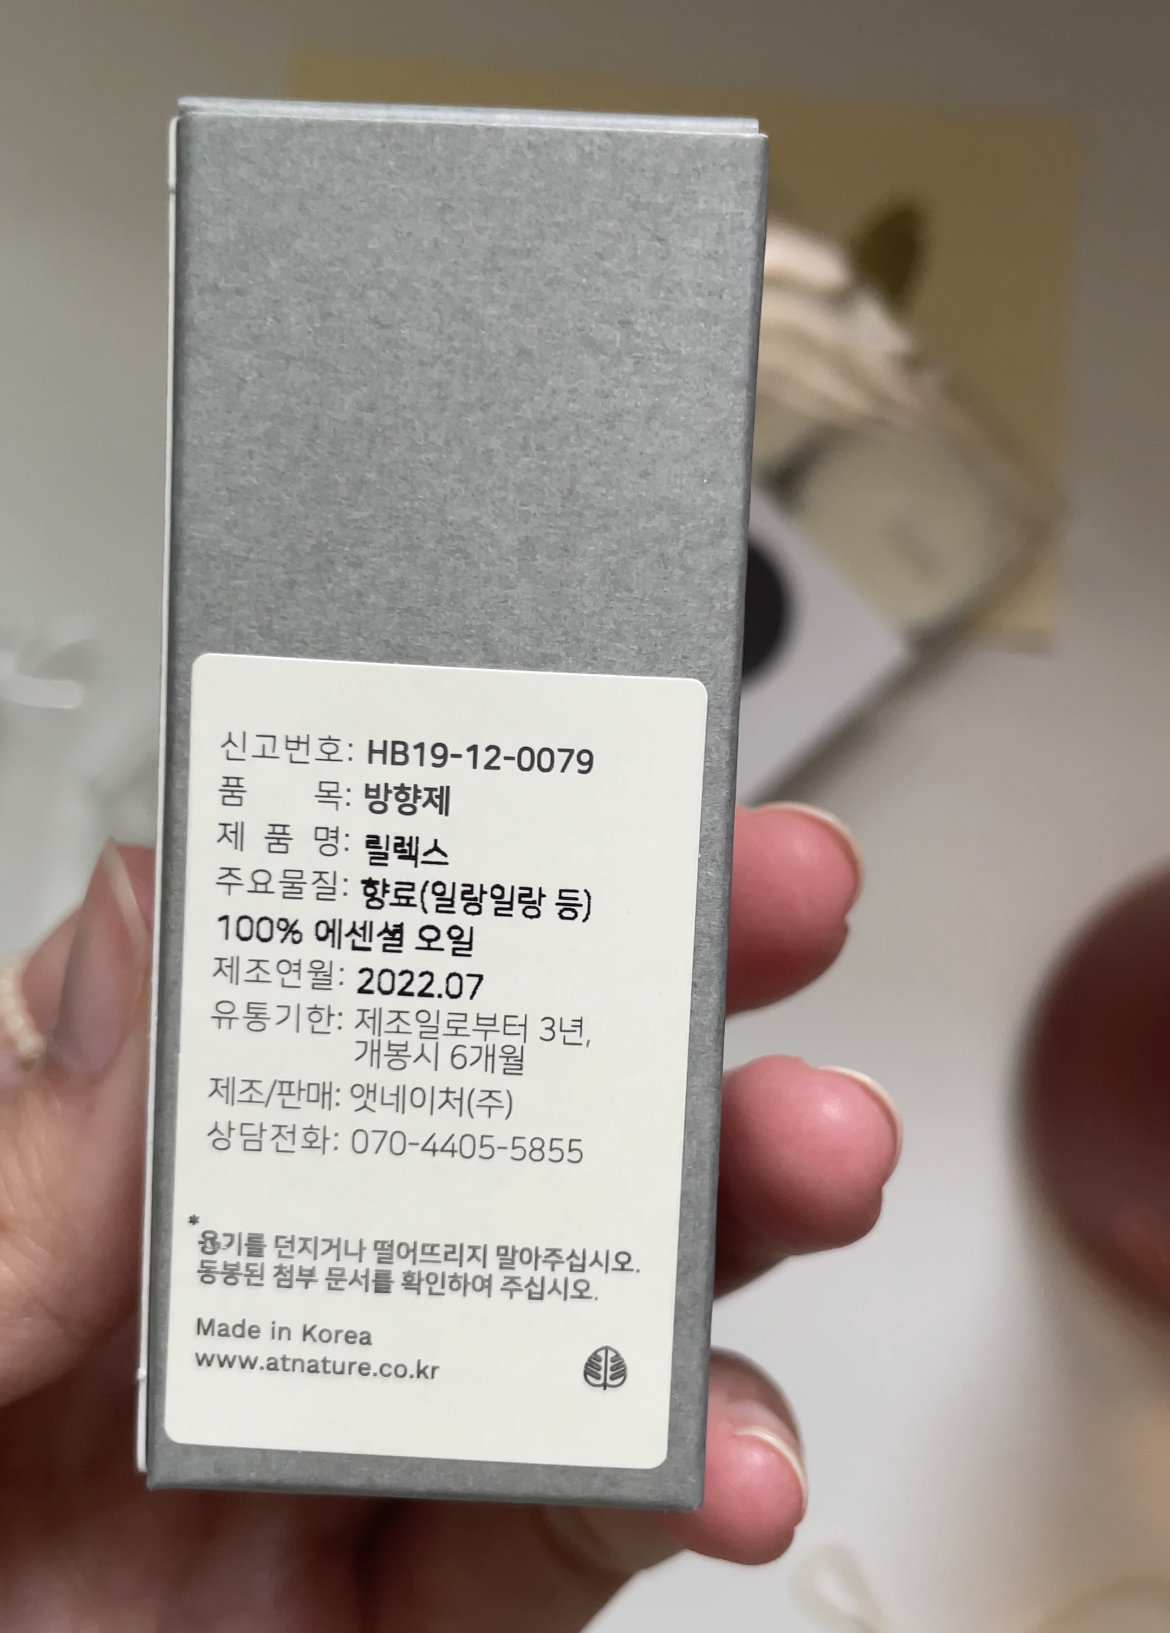 신고번호: HB19-12-0079
품 목: 방향제
제 품 명: 릴렉스
주요물질: 향료(일랑일랑 등)
100% 에센셜 오일
제조연월: 2022.07
유통기한: 제조일로부터 3년,
개봉시 6개월
제조/판매: 앳네이처(주)
상담전화: 070-4405-5855
*용기를 던지거나 떨어뜨리지 말아주십시오.
동봉된 첨부 문서를 확인하여 주십시오.
Made in Korea
www.atnature.co.kr